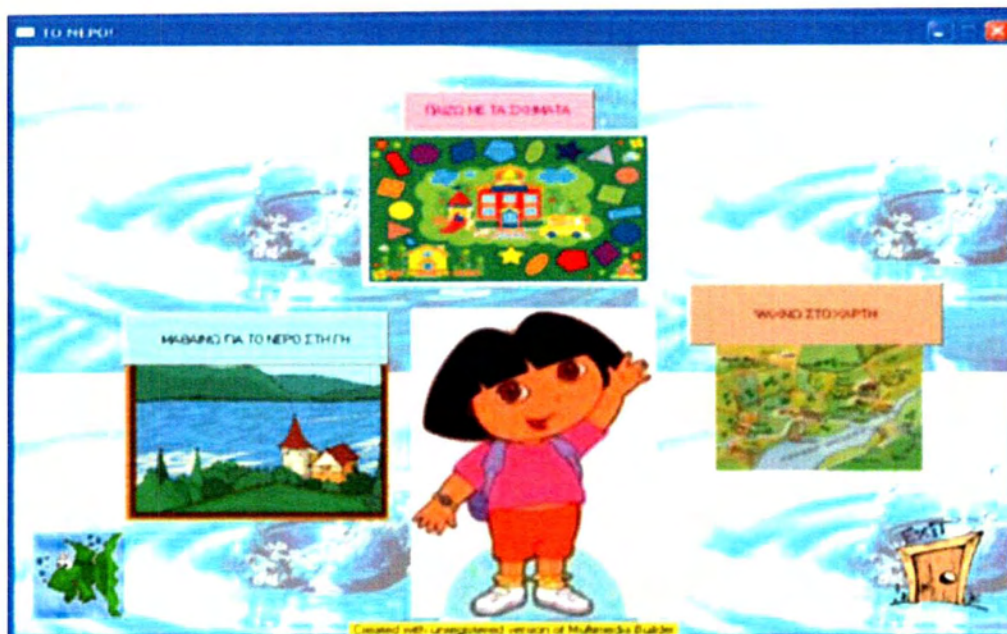 ΤΟ ΝΕΡΟ!
ΠΑΙΖΩ ΜΕ ΤΑ ΣΧΗΜΑΤΑ
ΨΑΧΝΩ ΣΤΟ ΧΑΡΤΗ
ΜΑΘΑΙΝΩ ΓΙΑ ΤΟ ΝΕΡΟ ΣΤΗ ΓΗ
EXIT
Created with unregistered version of Multimedia Builder